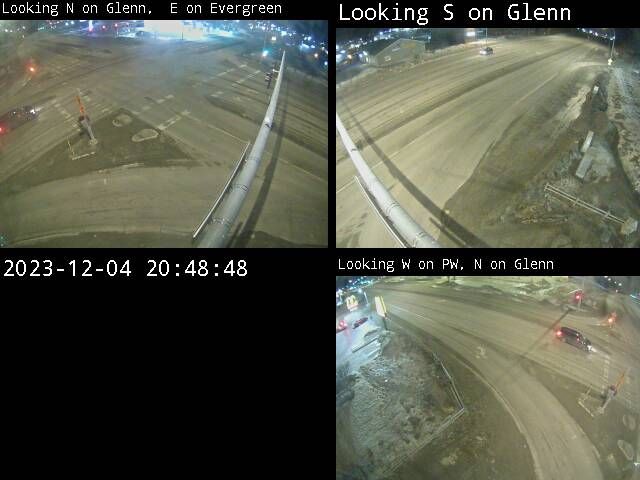 Looking N on Glenn, E on Evergreen
Looking S on Glenn
2023-12-04 20:48:48
Looking W on PW, N on Glenn